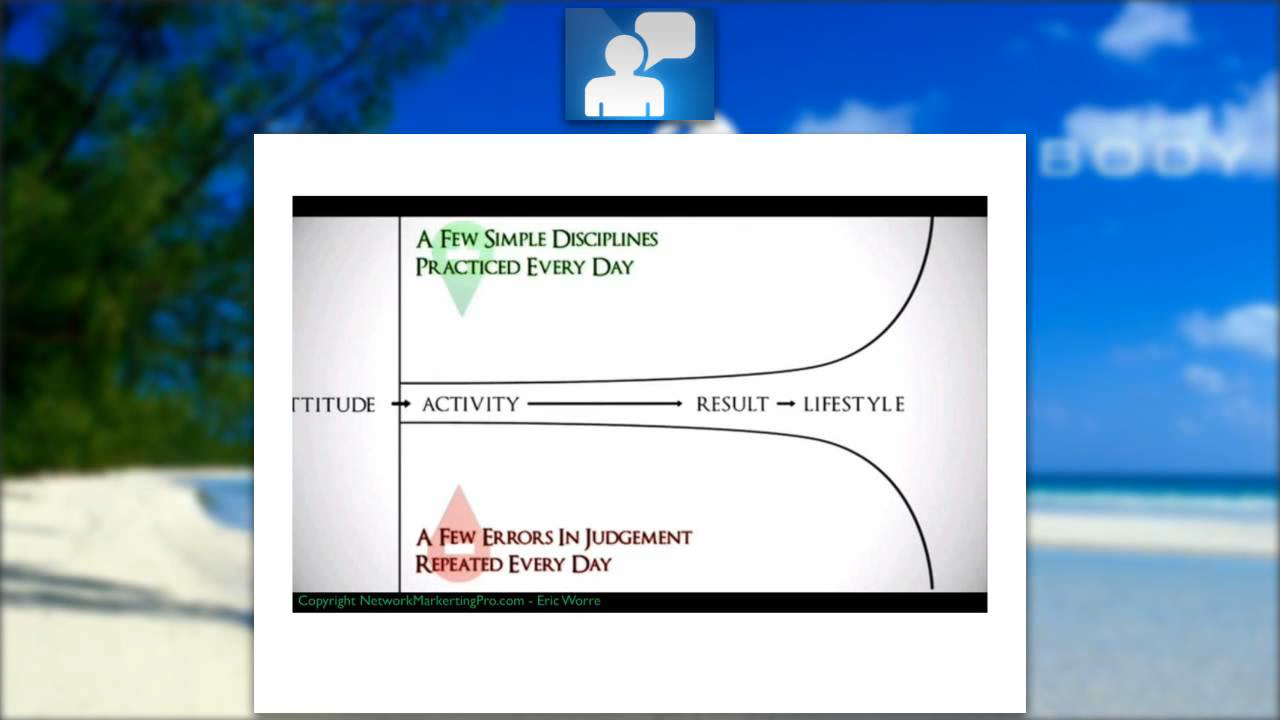 BODY
A FEW SIMPLE DISCIPLINES
PRACTICED EVERY DAY
TTITUDE → ACTIVITY → RESULT → LIFESTYLE
A FEW ERRORS IN JUDGEMENT
REPEATED EVERY DAY
Copyright NetworkMarkertingPro.com - Eric Worre